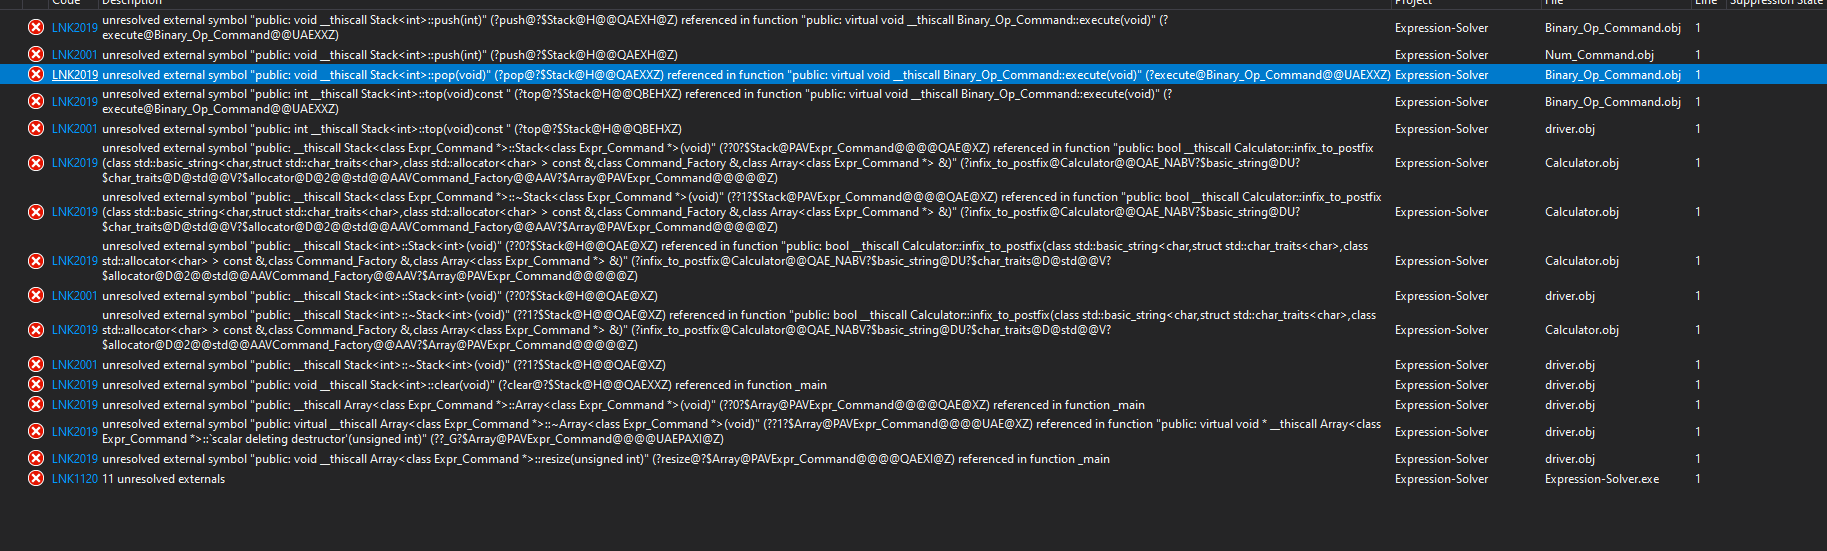 Code Description Project File Line Suppression State
unresolved external symbol "public: void __thiscall Stack<int>::push(int)" (?push@?$Stack@H@@QAEXH@Z) referenced in function "public: virtual void __thiscall Binary_Op_Command::execute(void)" (?
LNK2019 execute@Binary_Op_Command@@UAEXXZ) Expression-Solver Binary_Op_Command.obj 1
LNK2001 unresolved external symbol "public: void __thiscall Stack<int>::push(int)" (?push@?$Stack@H@@QAEXH@Z) Expression-Solver Num_Command.obj 1
LNK2019 unresolved external symbol "public: void __thiscall Stack<int>::pop(void)" (?pop@?$Stack@H@@QAEXXZ) referenced in function "public: virtual void __thiscall Binary_Op_Command::execute(void)" (?execute@Binary_Op_Command@@UAEXXZ) Expression-Solver Binary_Op_Command.obj 1
unresolved external symbol "public: int __thiscall Stack<int>::top(void)const " (?top@?$Stack@H@@QBEHXZ) referenced in function "public: virtual void __thiscall Binary_Op_Command::execute(void)" (?
LNK2019 execute@Binary_Op_Command@@UAEXXZ) Expression-Solver Binary_Op_Command.obj 1
LNK2001 unresolved external symbol "public: int __thiscall Stack<int>::top(void)const " (?top@?$Stack@H@@QBEHXZ) Expression-Solver driver.obj 1
unresolved external symbol "public: __thiscall Stack<class Expr_Command *>::Stack<class Expr_Command *>(void)" (??0?$Stack@PAVExpr_Command@@@@QAE@XZ) referenced in function "public: bool __thiscall Calculator::infix_to_postfix
LNK2019 (class std::basic_string<char,struct std::char_traits<char>,class std::allocator<char> > const &,class Command_Factory &,class Array<class Expr_Command *> &)" (?infix_to_postfix@Calculator@@QAE_NABV?$basic_string@DU? Expression-Solver Calculator.obj 1
$char_traits@D@std@@V?$allocator@D@2@@std@@AAVCommand_Factory@@AAV?$Array@PAVExpr_Command@@@@@Z)
unresolved external symbol "public: __thiscall Stack<class Expr_Command *>::~Stack<class Expr_Command *>(void)" (??1?$Stack@PAVExpr_Command@@@@QAE@XZ) referenced in function "public: bool __thiscall Calculator::infix_to_postfix
LNK2019 (class std::basic_string<char,struct std::char_traits<char>,class std::allocator<char> > const &,class Command_Factory &,class Array<class Expr_Command *> &)" (?infix_to_postfix@Calculator@@QAE_NABV?$basic_string@DU? Expression-Solver Calculator.obj 1
$char_traits@D@std@@V?$allocator@D@2@@std@@AAVCommand_Factory@@AAV?$Array@PAVExpr_Command@@@@@Z)
unresolved external symbol "public: __thiscall Stack<int>::Stack<int>(void)" (??0?$Stack@H@@QAE@XZ) referenced in function "public: bool __thiscall Calculator::infix_to_postfix(class std::basic_string<char,struct std::char_traits<char>,class
LNK2019 std::allocator<char> > const &,class Command_Factory &,class Array<class Expr_Command *> &)" (?infix_to_postfix@Calculator@@QAE_NABV?$basic_string@DU?$char_traits@D@std@@V? Expression-Solver Calculator.obj 1
$allocator@D@2@@std@@AAVCommand_Factory@@AAV?$Array@PAVExpr_Command@@@@@Z)
LNK2001 unresolved external symbol "public: __thiscall Stack<int>::Stack<int>(void)" (??0?$Stack@H@@QAE@XZ) Expression-Solver driver.obj 1
unresolved external symbol "public: __thiscall Stack<int>::~Stack<int>(void)" (??1?$Stack@H@@QAE@XZ) referenced in function "public: bool __thiscall Calculator::infix_to_postfix(class std::basic_string<char,struct std::char_traits<char>,class
LNK2019 std::allocator<char> > const &,class Command_Factory &,class Array<class Expr_Command *> &)" (?infix_to_postfix@Calculator@@QAE_NABV?$basic_string@DU?$char_traits@D@std@@V? Expression-Solver Calculator.obj 1
$allocator@D@2@@std@@AAVCommand_Factory@@AAV?$Array@PAVExpr_Command@@@@@Z)
LNK2001 unresolved external symbol "public: __thiscall Stack<int>::~Stack<int>(void)" (??1?$Stack@H@@QAE@XZ) Expression-Solver driver.obj 1
LNK2019 unresolved external symbol "public: void __thiscall Stack<int>::clear(void)" (?clear@?$Stack@H@@QAEXXZ) referenced in function _main Expression-Solver driver.obj 1
LNK2019 unresolved external symbol "public: __thiscall Array<class Expr_Command *>::Array<class Expr_Command *>(void)" (??0?$Array@PAVExpr_Command@@@@QAE@XZ) referenced in function _main Expression-Solver driver.obj 1
unresolved external symbol "public: virtual __thiscall Array<class Expr_Command *>::~Array<class Expr_Command *>(void)" (??1?$Array@PAVExpr_Command@@@@UAE@XZ) referenced in function "public: virtual void * __thiscall Array<class
LNK2019 Expr_Command *>::`scalar deleting destructor'(unsigned int)" (??_G?$Array@PAVExpr_Command@@@@UAEPAXI@Z) Expression-Solver driver.obj 1
LNK2019 unresolved external symbol "public: void __thiscall Array<class Expr_Command *>::resize(unsigned int)" (?resize@?$Array@PAVExpr_Command@@@@QAEXI@Z) referenced in function _main Expression-Solver driver.obj 1
LNK1120 11 unresolved externals Expression-Solver Expression-Solver.exe 1